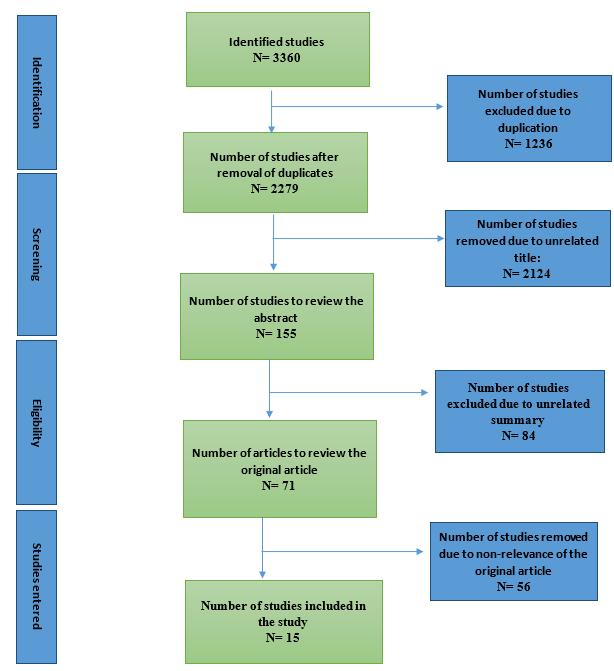 Identification
Identified studies
N= 3360
Number of studies
excluded due to
duplication
N= 1236
Number of studies after
removal of duplicates
N= 2279
Screening
Number of studies
removed due to unrelated
title:
N= 2124
Number of studies to review the
abstract
N= 155
Eligibility
Number of studies
excluded due to unrelated
summary
N= 84
Number of articles to review the
original article
N= 71
Studies entered
Number of studies removed
due to non-relevance of the
original article
N= 56
Number of studies included in
the study
N= 15